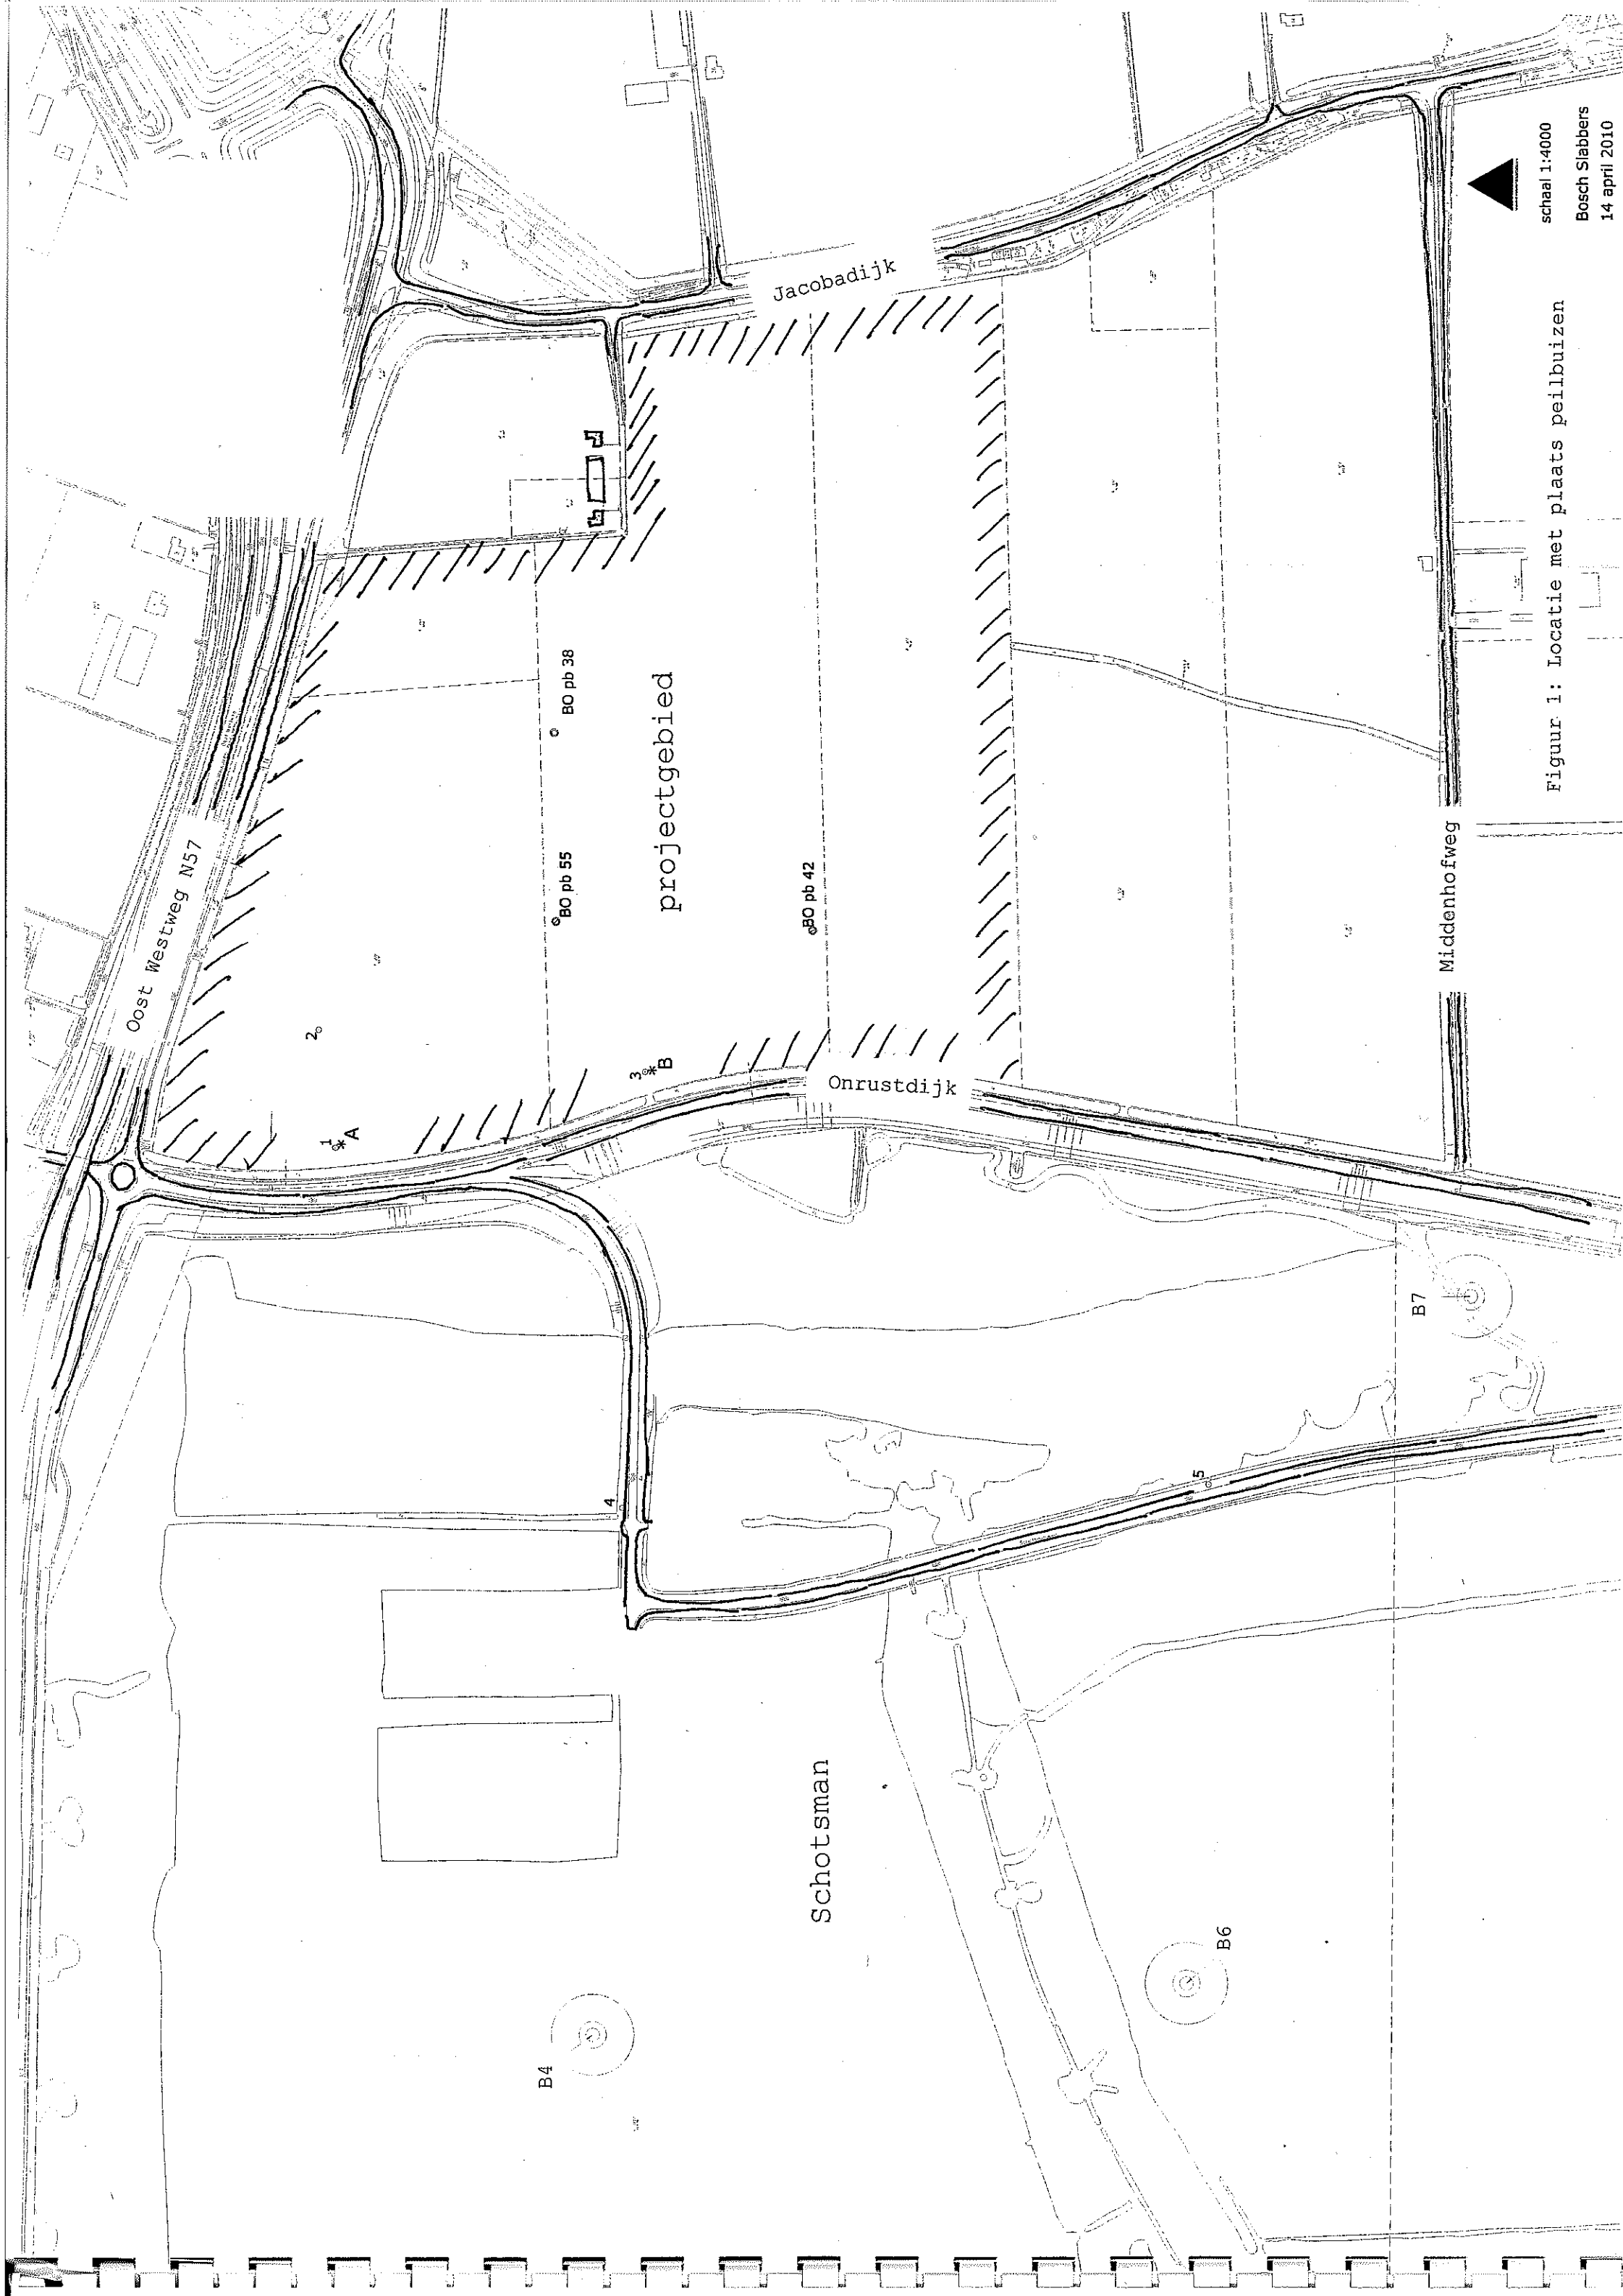 Oost Westweg N57
Jacobadijk
BO pb 38
BO pb 55
projectgebied
BO pb 42
2
1
A
3
B
Onrustdijk
Middenhofweg
4
5
B7
Schotsman
B4
B6
schaal 1:4000
Bosch Slabbers
14 april 2010
Figuur 1: Locatie met plaats peilbuizen